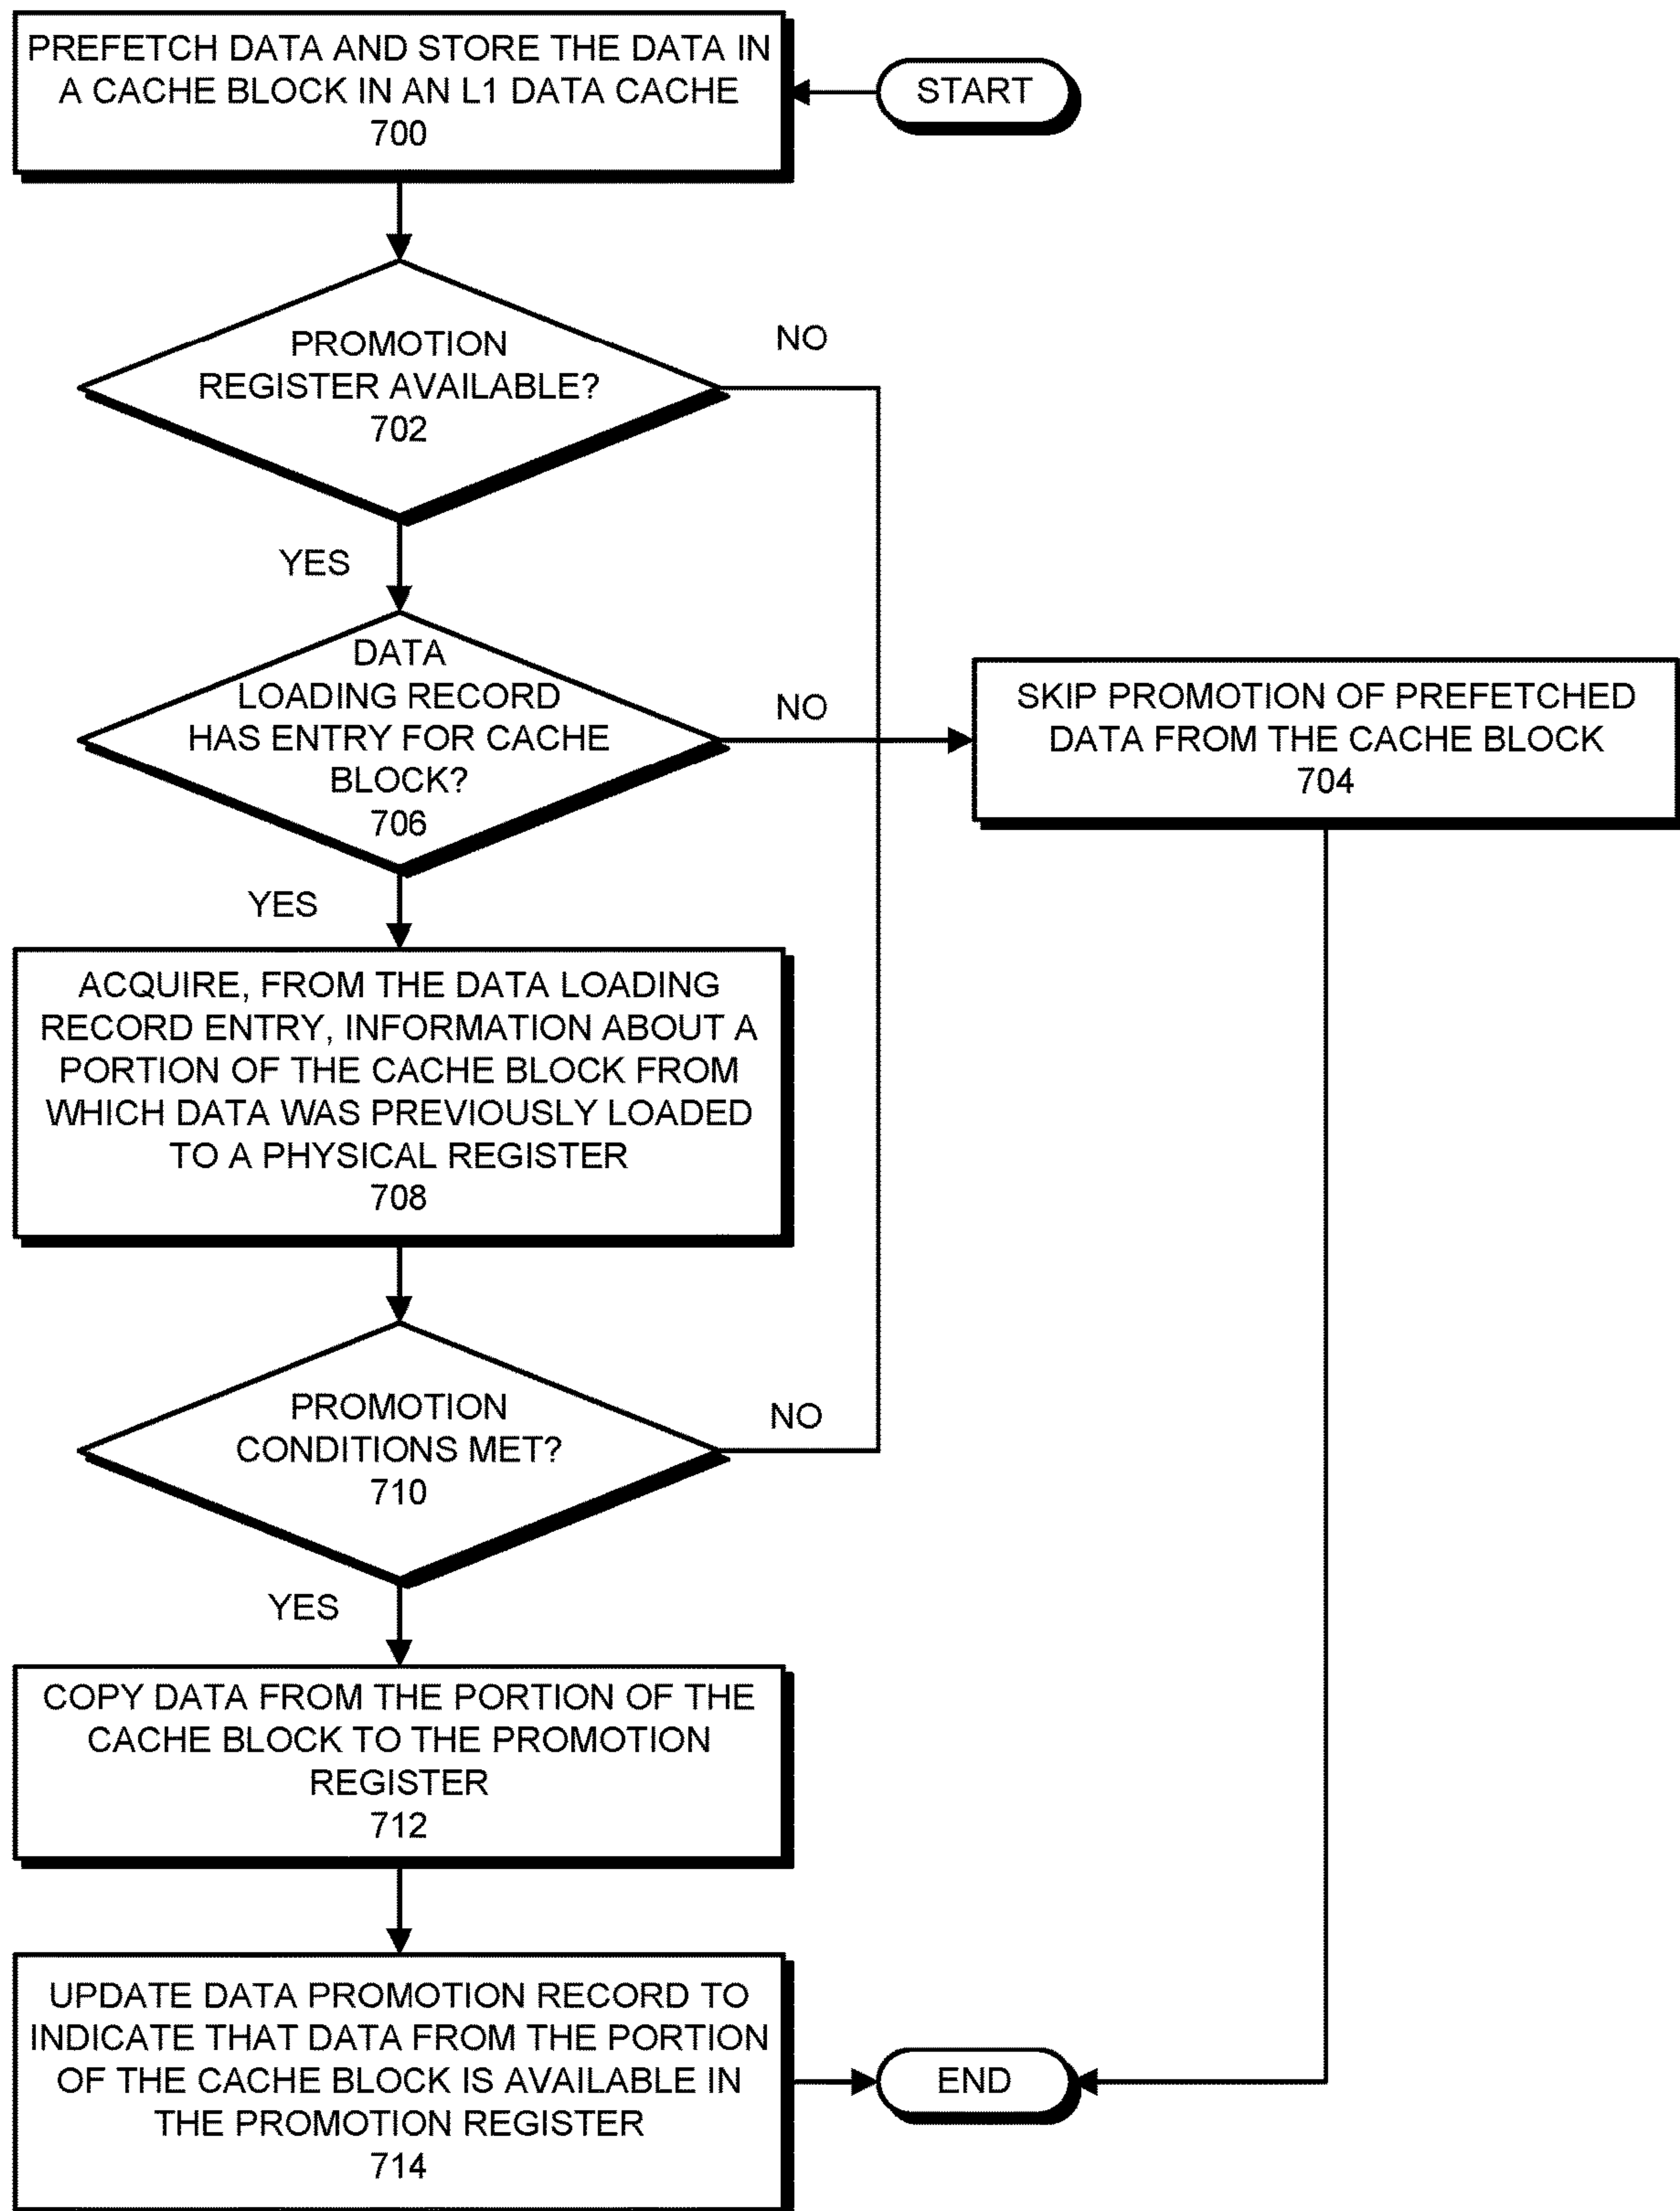 PREFETCH DATA AND STORE THE DATA IN
A CACHE BLOCK IN AN L1 DATA CACHE
700
START
PROMOTION
REGISTER AVAILABLE?
702
NO
YES
DATA
LOADING RECORD
HAS ENTRY FOR CACHE
BLOCK?
706
NO
SKIP PROMOTION OF PREFETCHED
DATA FROM THE CACHE BLOCK
704
YES
ACQUIRE, FROM THE DATA LOADING
RECORD ENTRY, INFORMATION ABOUT A
PORTION OF THE CACHE BLOCK FROM
WHICH DATA WAS PREVIOUSLY LOADED
TO A PHYSICAL REGISTER
708
PROMOTION
CONDITIONS MET?
710
NO
YES
COPY DATA FROM THE PORTION OF THE
CACHE BLOCK TO THE PROMOTION
REGISTER
712
UPDATE DATA PROMOTION RECORD TO
INDICATE THAT DATA FROM THE PORTION
OF THE CACHE BLOCK IS AVAILABLE IN
THE PROMOTION REGISTER
714
END